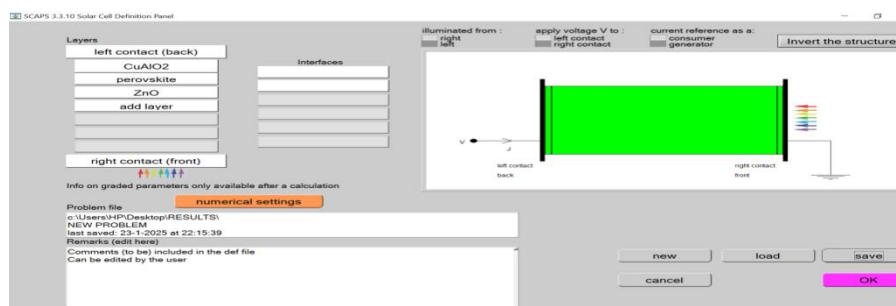 SCAPS 3.3.10 Solar Cell Definition Panel
Layers
left contact (back)
CuAlO2
perovskite
ZnO
add layer
right contact (front)
Interfaces
Info on graded parameters only available after a calculation
numerical settings
Problem file
c:\Users\HP\Desktop\RESULTS\
NEW PROBLEM
last saved: 23-1-2025 at 22:15:39
Remarks (edit here)
Comments (to be) included in the def file
Can be edited by the user
illuminated from :
right
left
apply voltage V to :
left contact
right contact
current reference as a:
consumer
generator
Invert the structure
V
J
left contact
back
right contact
front
new
load
save
cancel
OK